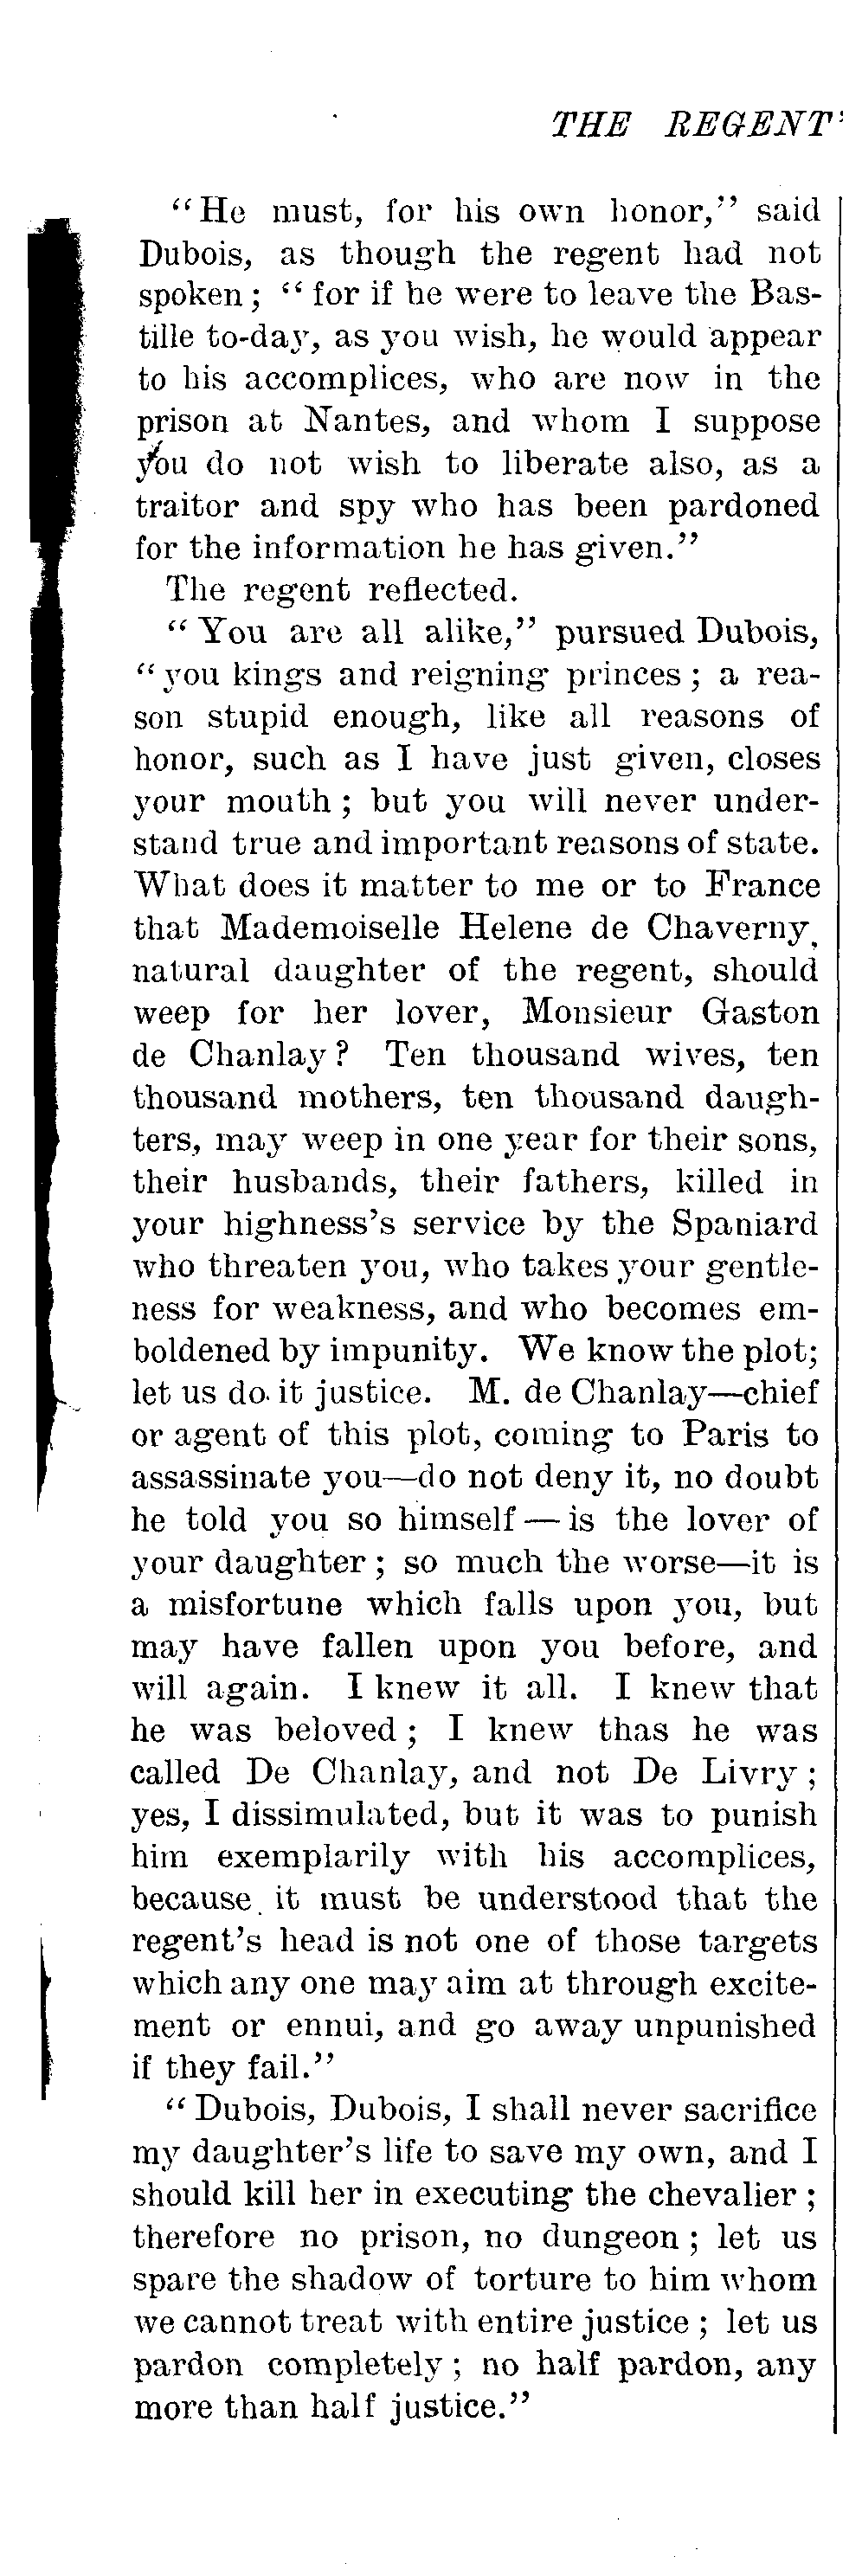 THE REGENT'
"He must, for his own honor," said
Dubois, as though the regent had not
spoken; "for if he were to leave the Bas-
tille to-day, as you wish, he would appear
to his accomplices, who are now in the
prison at Nantes, and whom I suppose
you do not wish to liberate also, as a
traitor and spy who has been pardoned
for the information he has given."
The regent reflected.
"You are all alike," pursued Dubois,
"you kings and reigning princes; a rea-
son stupid enough, like all reasons of
honor, such as I have just given, closes
your mouth; but you will never under-
stand true and important reasons of state.
What does it matter to me or to France
that Mademoiselle Helene de Chaverny,
natural daughter of the regent, should
weep for her lover, Monsieur Gaston
de Chanlay? Ten thousand wives, ten
thousand mothers, ten thousand daugh-
ters, may weep in one year for their sons,
their husbands, their fathers, killed in
your highness's service by the Spaniard
who threaten you, who takes your gentle-
ness for weakness, and who becomes em-
boldened by impunity. We know the plot;
let us do it justice. M. de Chanlay—chief
or agent of this plot, coming to Paris to
assassinate you—do not deny it, no doubt
he told you so himself—is the lover of
your daughter; so much the worse—it is
a misfortune which falls upon you, but
may have fallen upon you before, and
will again. I knew it all. I knew that
he was beloved; I knew thas he was
called De Chanlay, and not De Livry;
yes, I dissimulated, but it was to punish
him exemplarily with his accomplices,
because it must be understood that the
regent's head is not one of those targets
which any one may aim at through excite-
ment or ennui, and go away unpunished
if they fail."
"Dubois, Dubois, I shall never sacrifice
my daughter's life to save my own, and I
should kill her in executing the chevalier;
therefore no prison, no dungeon; let us
spare the shadow of torture to him whom
we cannot treat with entire justice; let us
pardon completely; no half pardon, any
more than half justice."